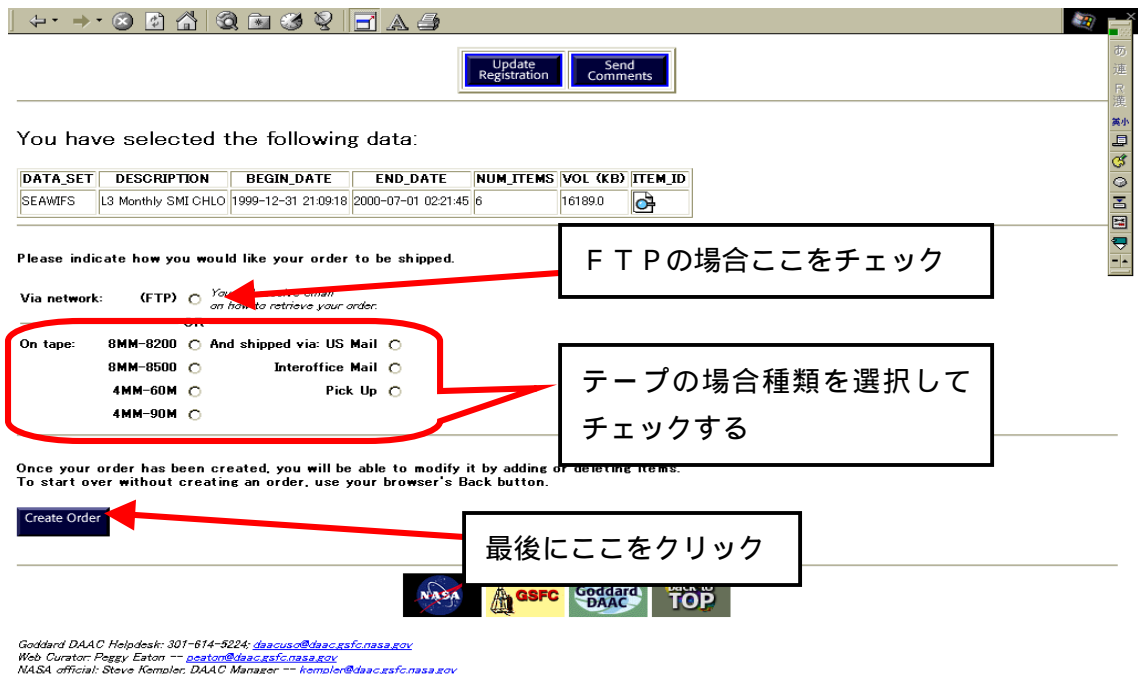 Update
Registration
Send
Comments
あ
連
R
漢
英小
You have selected the following data:
DATA_SET DESCRIPTION BEGIN_DATE END_DATE NUM_ITEMS VOL (KB) ITEM_ID
SEAWIFS L3 Monthly SMI CHLO 1999-12-31 21:09:18 2000-07-01 02:21:45 6 16189.0
Please indicate how you would like your order to be shipped.
ＦＴＰの場合ここをチェック
Via network: (FTP)
on how to retrieve your order.
OR
On tape: 8MM-8200 And shipped via: US Mail
8MM-8500 Interoffice Mail
4MM-60M Pick Up
4MM-90M
テープの場合種類を選択して
チェックする
Once your order has been created, you will be able to modify it by adding or deleting items.
To start over without creating an order, use your browser's Back button.
Create Order
最後にここをクリック
NASA
GSFC
Goddard
DAAC
Back to
TOP
Goddard DAAC Helpdesk: 301-614-5224; daacuso@daac.gsfc.nasa.gov
Web Curator: Peggy Eaton -- peaton@daac.gsfc.nasa.gov
NASA official: Steve Kempler, DAAC Manager -- kempler@daac.gsfc.nasa.gov